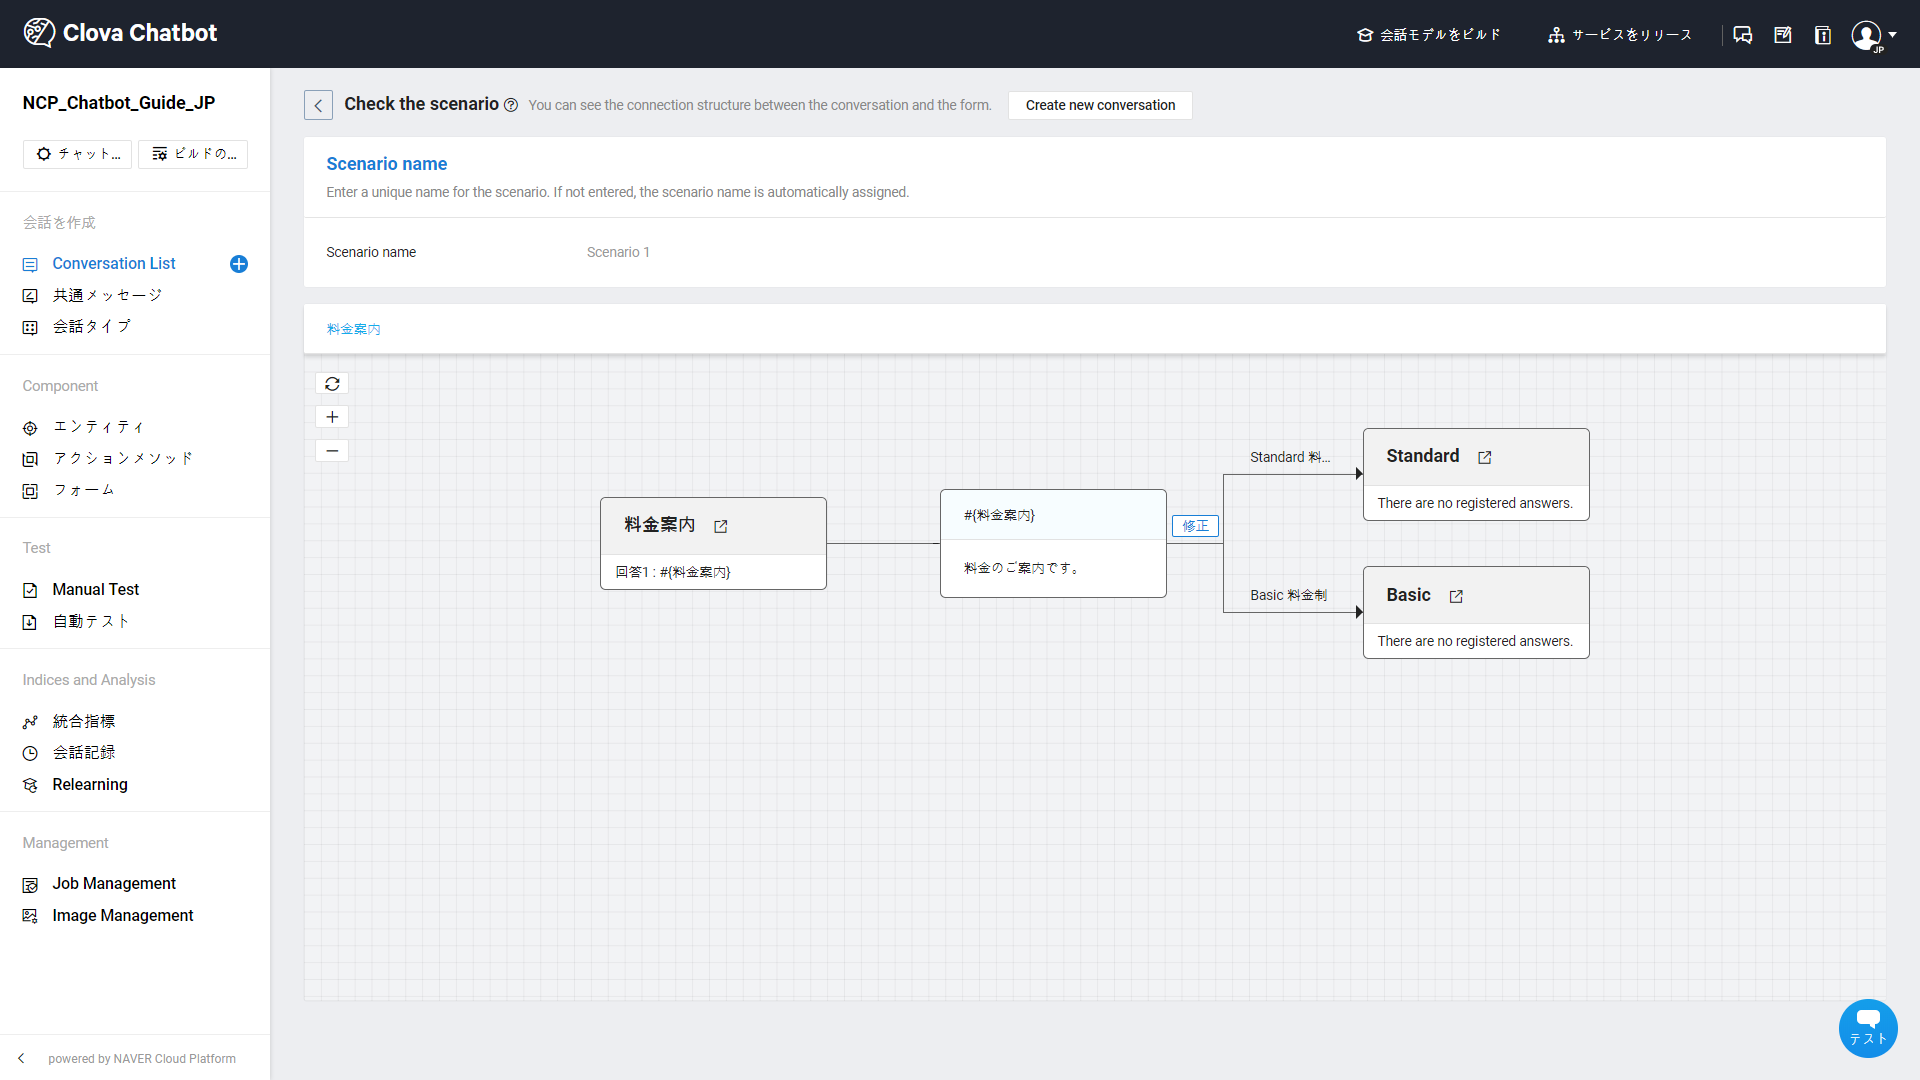 Clova Chatbot
会話モデルをビルド
サービスをリリース
JP
NCP_Chatbot_Guide_JP
チャット...
ビルドの...
会話を作成
Conversation List
共通メッセージ
会話タイプ
Component
エンティティ
アクションメソッド
フォーム
Test
Manual Test
自動テスト
Indices and Analysis
統合指標
会話記録
Relearning
Management
Job Management
Image Management
powered by NAVER Cloud Platform
Check the scenario
You can see the connection structure between the conversation and the form.
Create new conversation
Scenario name
Enter a unique name for the scenario. If not entered, the scenario name is automatically assigned.
Scenario name
Scenario 1
料金案内
料金案内
回答1 : #{料金案内}
#{料金案内}
料金のご案内です。
修正
Standard 料...
Standard
There are no registered answers.
Basic 料金制
Basic
There are no registered answers.
テスト